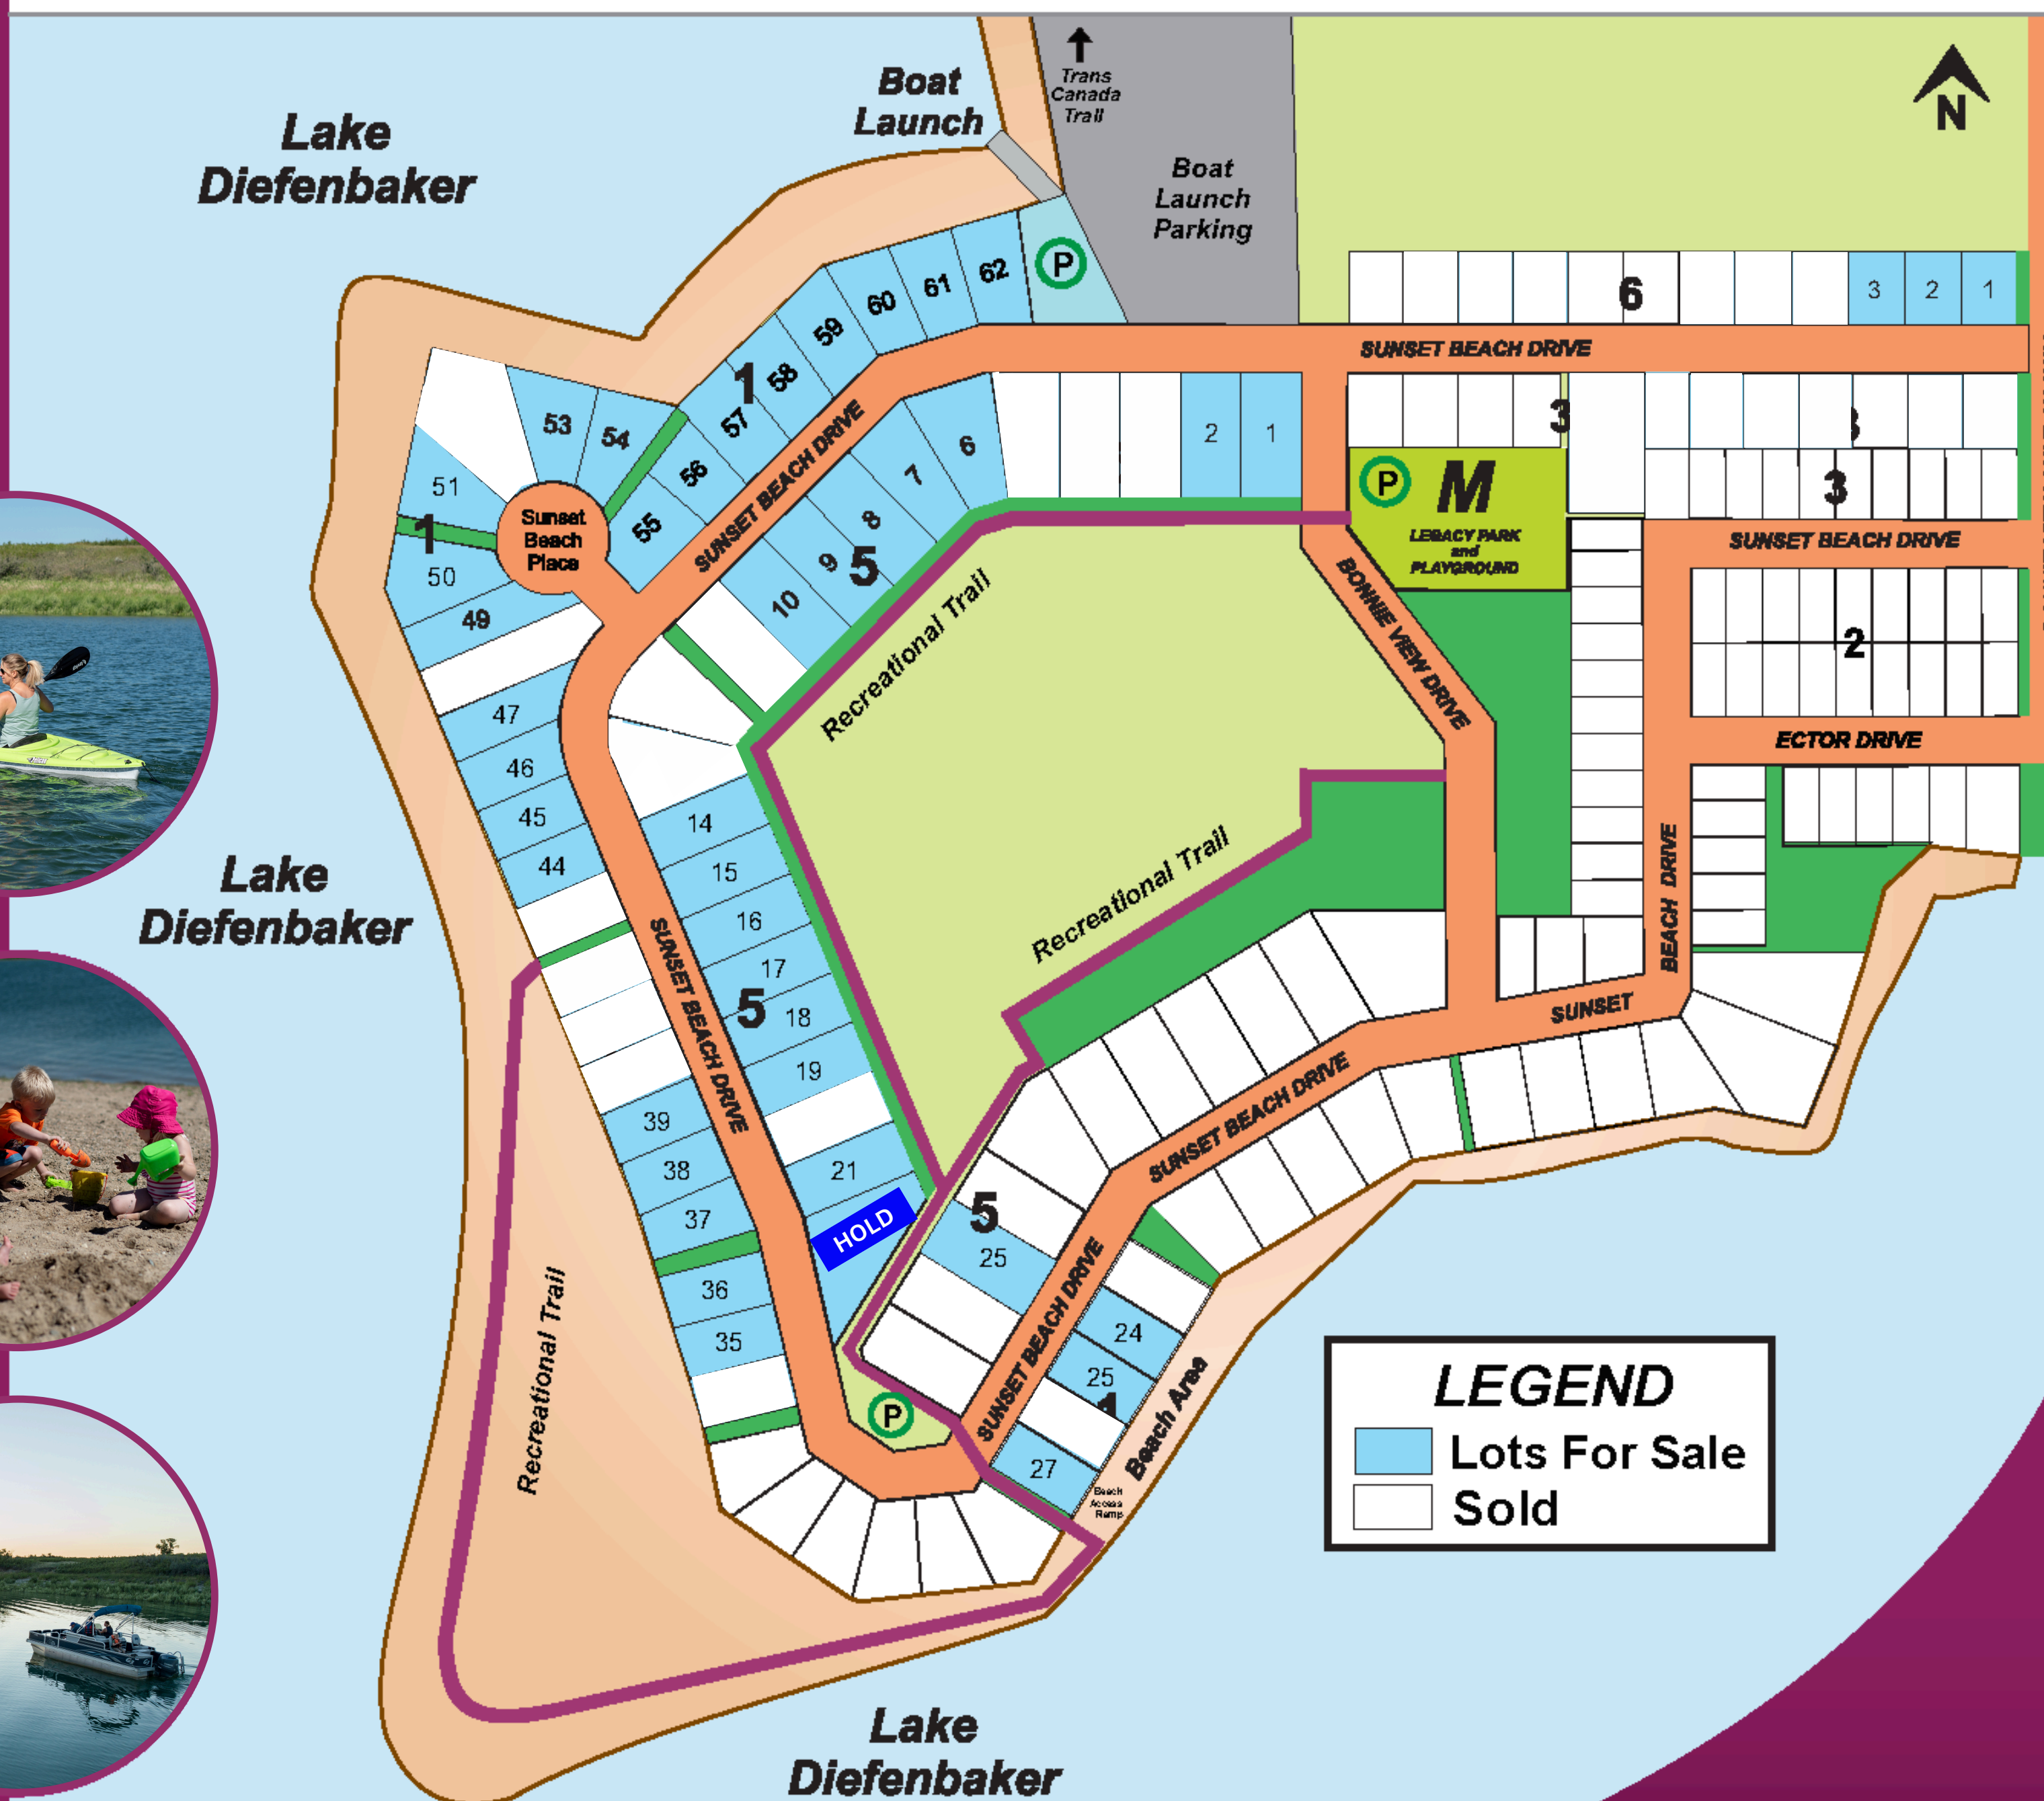 Boat
Launch
Trans
Canada
Trail
N
Lake
Diefenbaker
Boat
Launch
Parking
P
62
61
60
59
58
57
56
55
1
6
3
2
1
SUNSET BEACH DRIVE
SUNSET BEACH DRIVE
53
54
51
1
50
49
Sunset
Beach
Place
6
7
8
9
10
5
2
1
3
3
P
M
LEGACY PARK
and
PLAYGROUND
SUNSET BEACH DRIVE
2
ECTOR DRIVE
BONNIE VIEW DRIVE
Recreational Trail
47
46
45
44
14
15
16
17
18
19
5
21
HOLD
SUNSET BEACH DRIVE
Lake
Diefenbaker
Recreational Trail
BEACH DRIVE
SUNSET
SUNSET BEACH DRIVE
39
38
37
36
35
5
25
SUNSET BEACH DRIVE
24
25
27
P
Beach Area
Beach
Access
Ramp
Recreational Trail
LEGEND
Lots For Sale
Sold
Lake
Diefenbaker